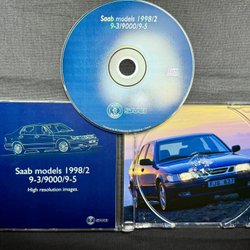 Saab models 1998/2
9-3/9000/9-5
SAAB
Saab models 1998/2
9-3/9000/9-5
High resolution images.